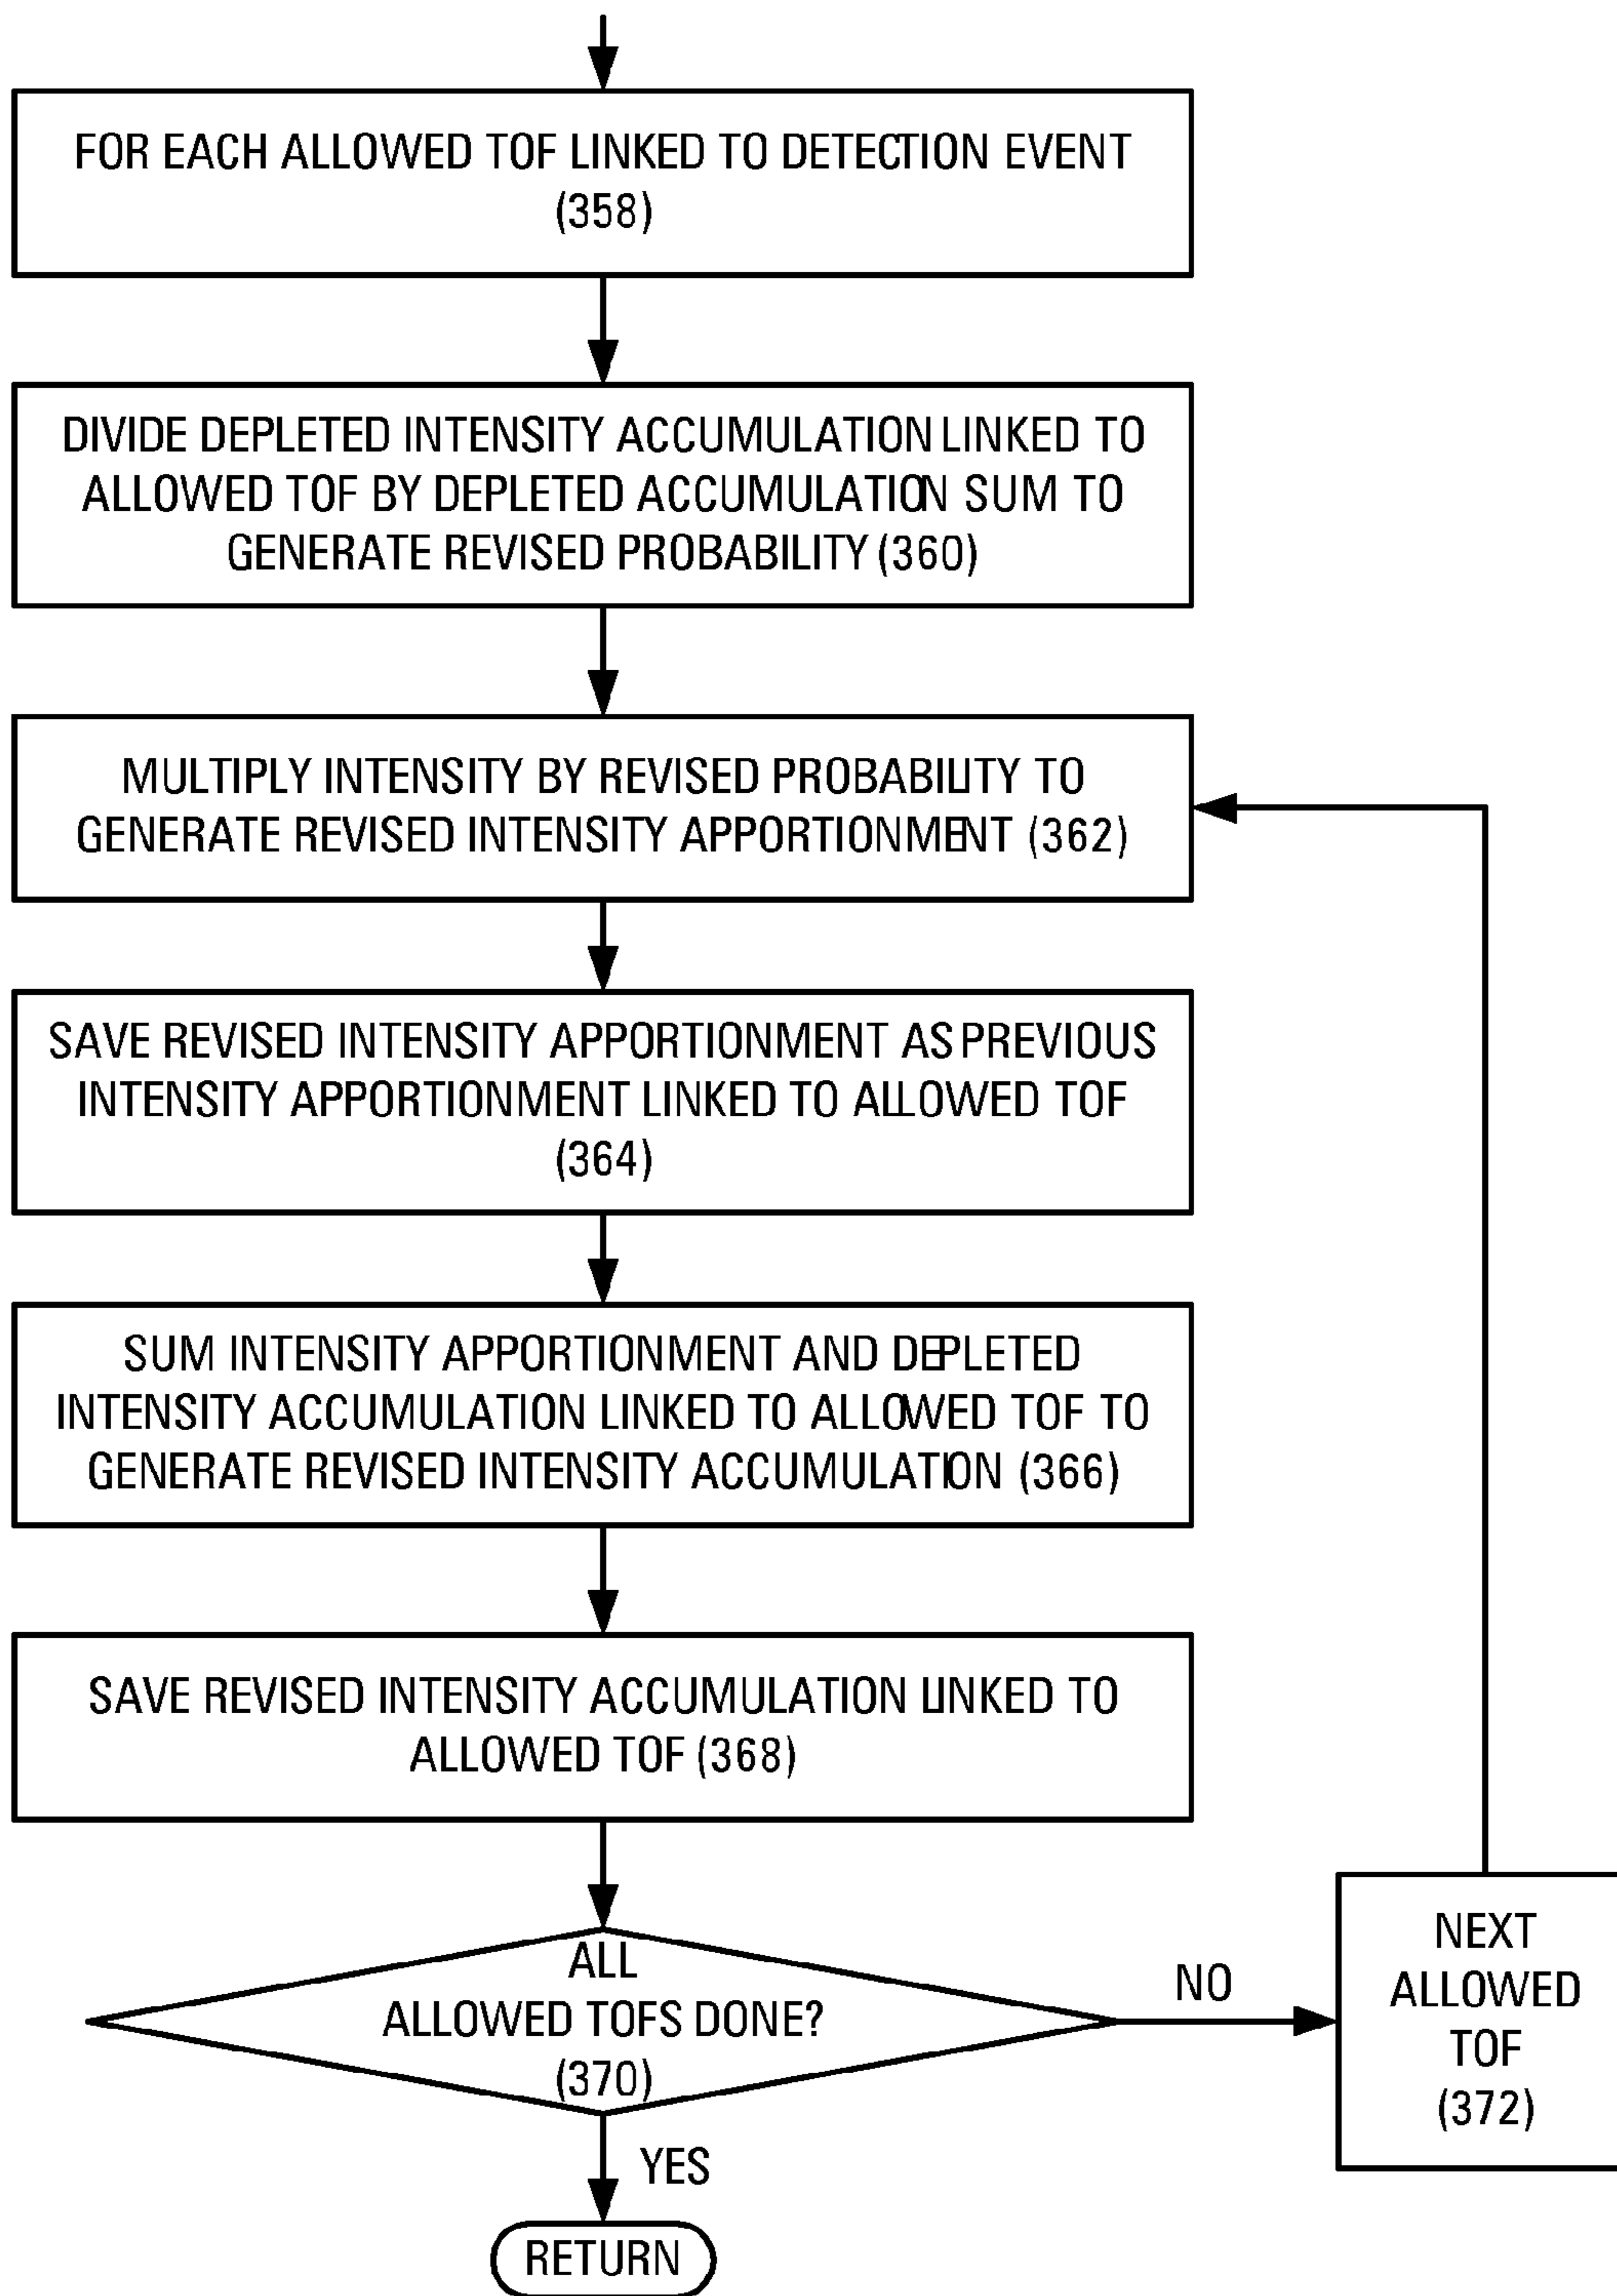 FOR EACH ALLOWED TOF LINKED TO DETECTION EVENT
(358)
DIVIDE DEPLETED INTENSITY ACCUMULATION LINKED TO
ALLOWED TOF BY DEPLETED ACCUMULATION SUM TO
GENERATE REVISED PROBABILITY (360)
MULTIPLY INTENSITY BY REVISED PROBABILITY TO
GENERATE REVISED INTENSITY APPORTIONMENT (362)
SAVE REVISED INTENSITY APPORTIONMENT AS PREVIOUS
INTENSITY APPORTIONMENT LINKED TO ALLOWED TOF
(364)
SUM INTENSITY APPORTIONMENT AND DEPLETED
INTENSITY ACCUMULATION LINKED TO ALLOWED TOF TO
GENERATE REVISED INTENSITY ACCUMULATION (366)
SAVE REVISED INTENSITY ACCUMULATION LINKED TO
ALLOWED TOF (368)
ALL
ALLOWED TOFS DONE?
(370)
NO
NEXT
ALLOWED
TOF
(372)
YES
RETURN